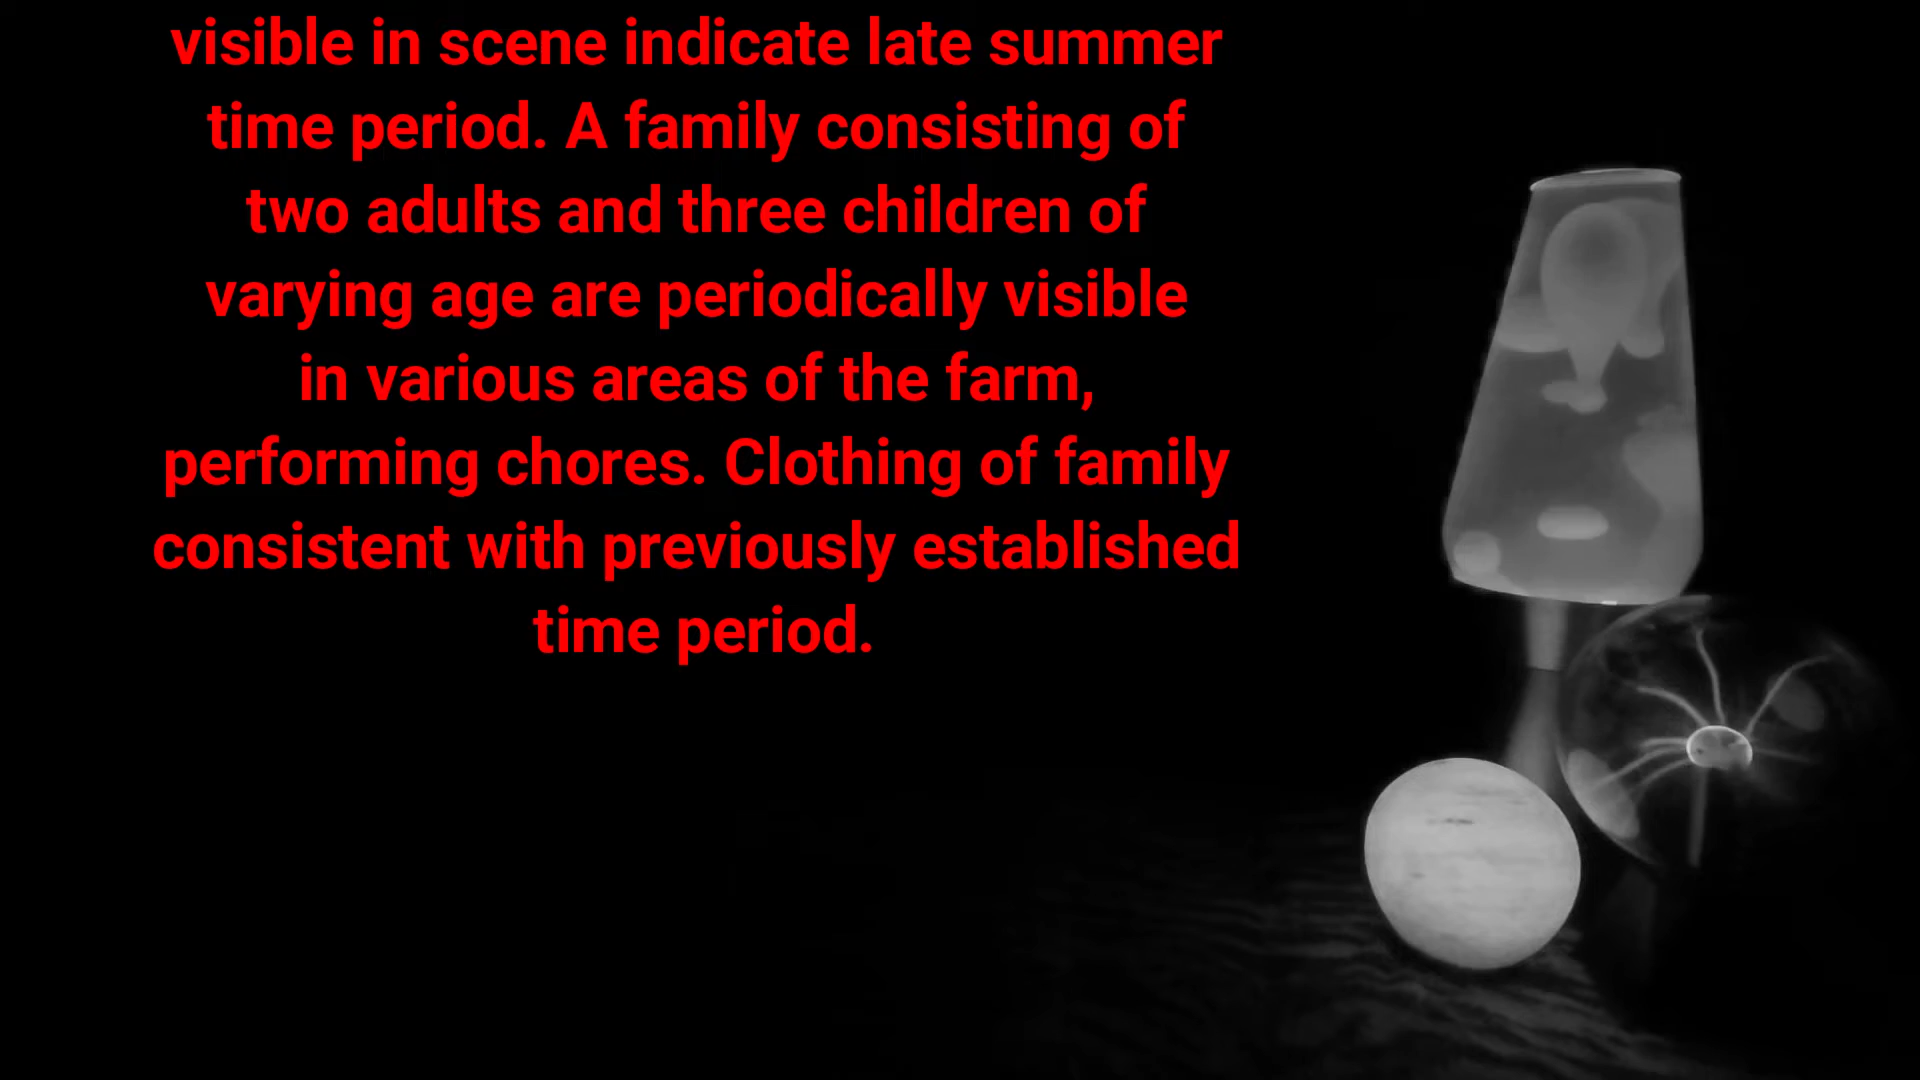 visible in scene indicate late summer
time period. A family consisting of
two adults and three children of
varying age are periodically visible
in various areas of the farm,
performing chores. Clothing of family
consistent with previously established
time period.